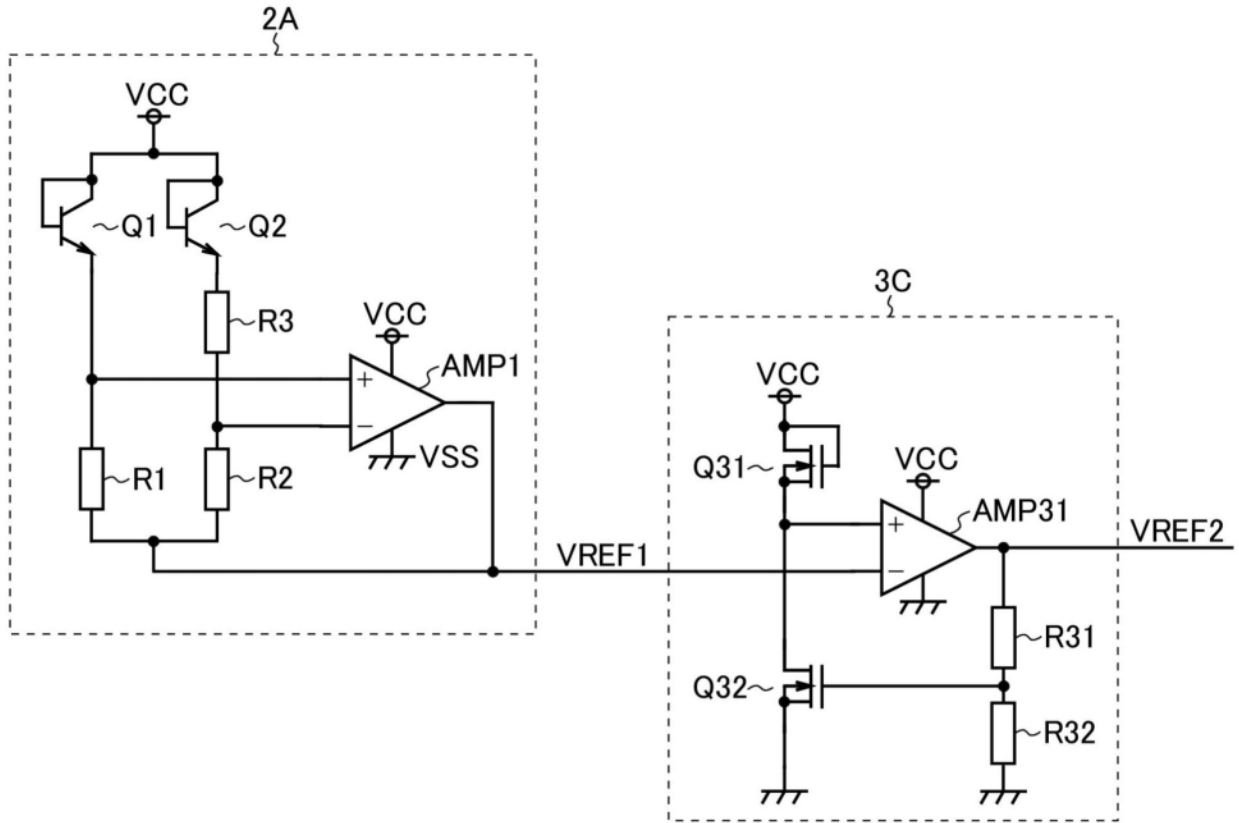 2A
VCC
Q1
Q2
R3
VCC
AMP1
+
−
VSS
R1
R2
VREF1
3C
VCC
Q31
VCC
AMP31
+
−
VREF2
R31
Q32
R32